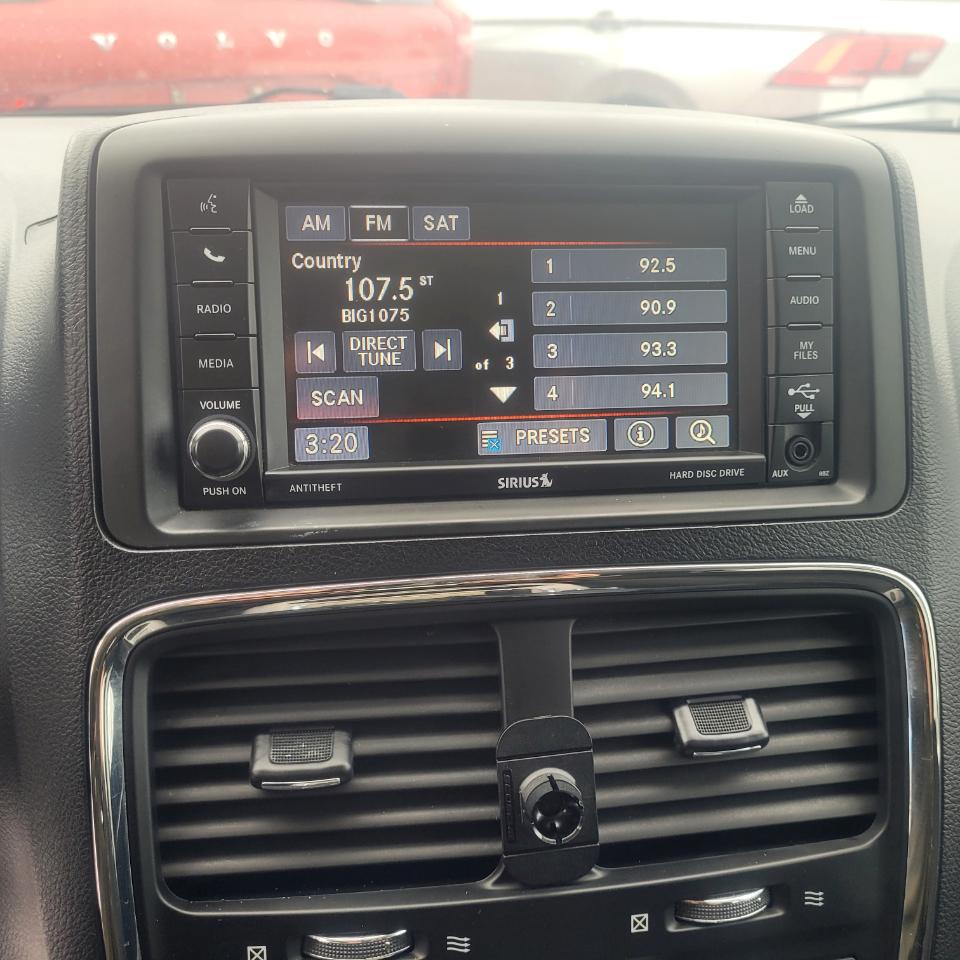 VOLVO
RADIO
MEDIA
VOLUME
PUSH ON
AM FM SAT
Country
107.5 ST
BIG1075
DIRECT
TUNE
SCAN
3:20
1
of 3
1 92.5
2 90.9
3 93.3
4 94.1
PRESETS
i
ANTITHEFT
SIRIUS
HARD DISC DRIVE
LOAD
MENU
AUDIO
MY
FILES
PULL
AUX
RBZ